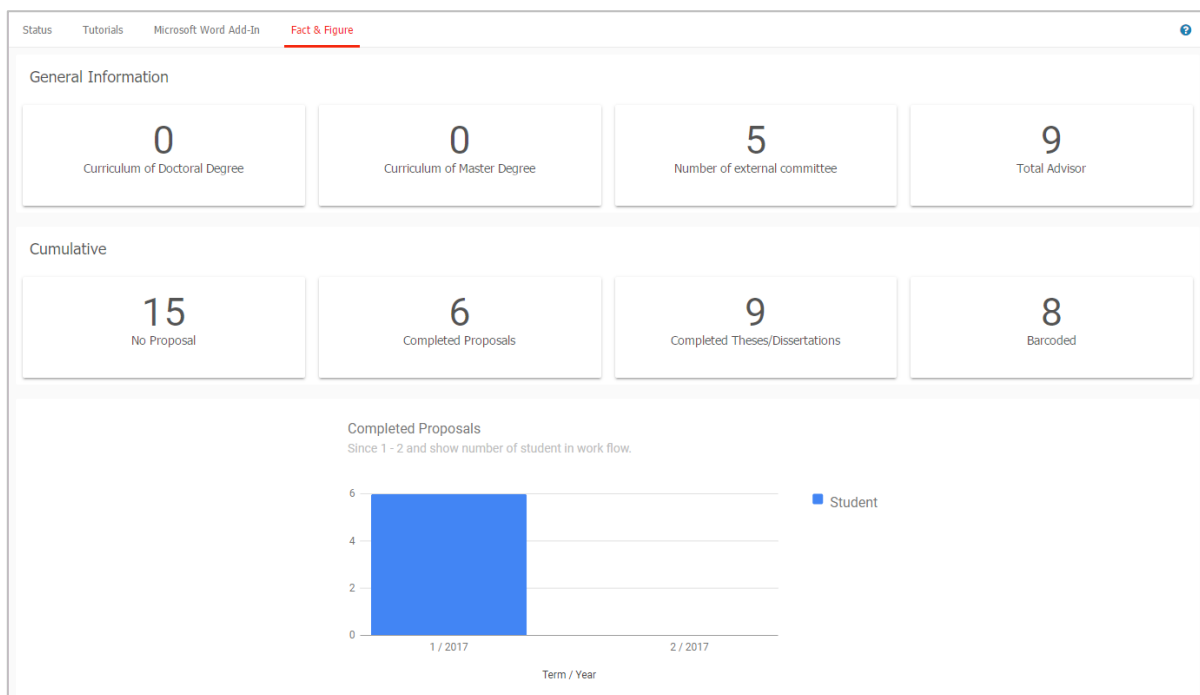 Status Tutorials Microsoft Word Add-In Fact & Figure
?
General Information
0 0 5 9
Curriculum of Doctoral Degree Curriculum of Master Degree Number of external committee Total Advisor
Cumulative
15 6 9 8
No Proposal Completed Proposals Completed Theses/Dissertations Barcoded
Completed Proposals
Since 1 - 2 and show number of student in work flow.
6
Student
4
2
0
1 / 2017 2 / 2017
Term / Year